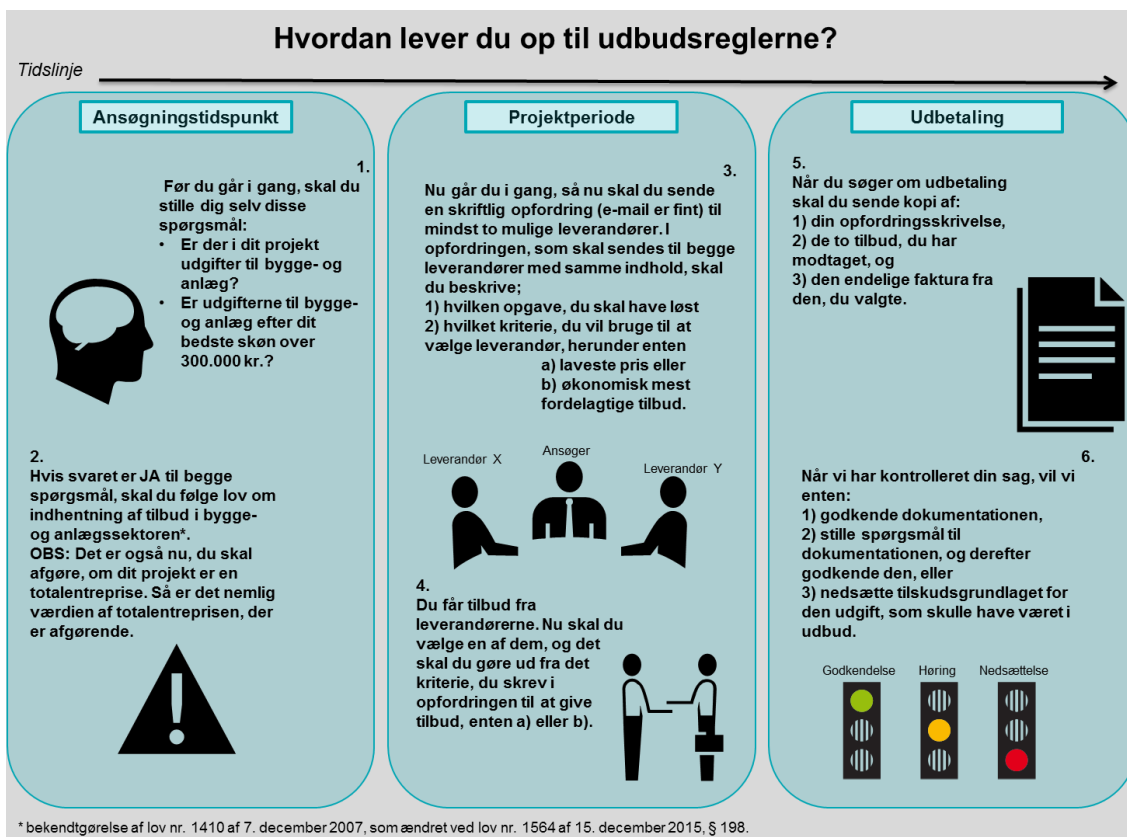 Hvordan lever du op til udbudsreglerne?
Tidslinje
Ansøgningstidspunkt
1.
Før du går i gang, skal du
stille dig selv disse
spørgsmål:
• Er der i dit projekt
udgifter til bygge- og
anlæg?
• Er udgifterne til bygge-
og anlæg efter dit
bedste skøn over
300.000 kr.?
2.
Hvis svaret er JA til begge
spørgsmål, skal du følge lov om
indhentning af tilbud i bygge-
og anlægssektoren*.
OBS: Det er også nu, du skal
afgøre, om dit projekt er en
totalentreprise. Så er det nemlig
værdien af totalentreprisen, der
er afgørende.
Projektperiode
3.
Nu går du i gang, så nu skal du sende
en skriftlig opfordring (e-mail er fint) til
mindst to mulige leverandører. I
opfordringen, som skal sendes til begge
leverandører med samme indhold, skal
du beskrive;
1) hvilken opgave, du skal have løst
2) hvilket kriterie, du vil bruge til at
vælge leverandør, herunder enten
a) laveste pris eller
b) økonomisk mest
fordelagtige tilbud.
Leverandør X
Ansøger
Leverandør Y
4.
Du får tilbud fra
leverandørerne. Nu skal du
vælge en af dem, og det
skal du gøre ud fra det
kriterie, du skrev i
opfordringen til at give
tilbud, enten a) eller b).
Udbetaling
5.
Når du søger om udbetaling
skal du sende kopi af:
1) din opfordringsskrivelse,
2) de to tilbud, du har
modtaget, og
3) den endelige faktura fra
den, du valgte.
6.
Når vi har kontrolleret din sag, vil vi
enten:
1) godkende dokumentationen,
2) stille spørgsmål til
dokumentationen, og derefter
godkende den, eller
3) nedsætte tilskudsgrundlaget for
den udgift, som skulle have været i
udbud.
Godkendelse
Høring
Nedsættelse
* bekendtgørelse af lov nr. 1410 af 7. december 2007, som ændret ved lov nr. 1564 af 15. december 2015, § 198.